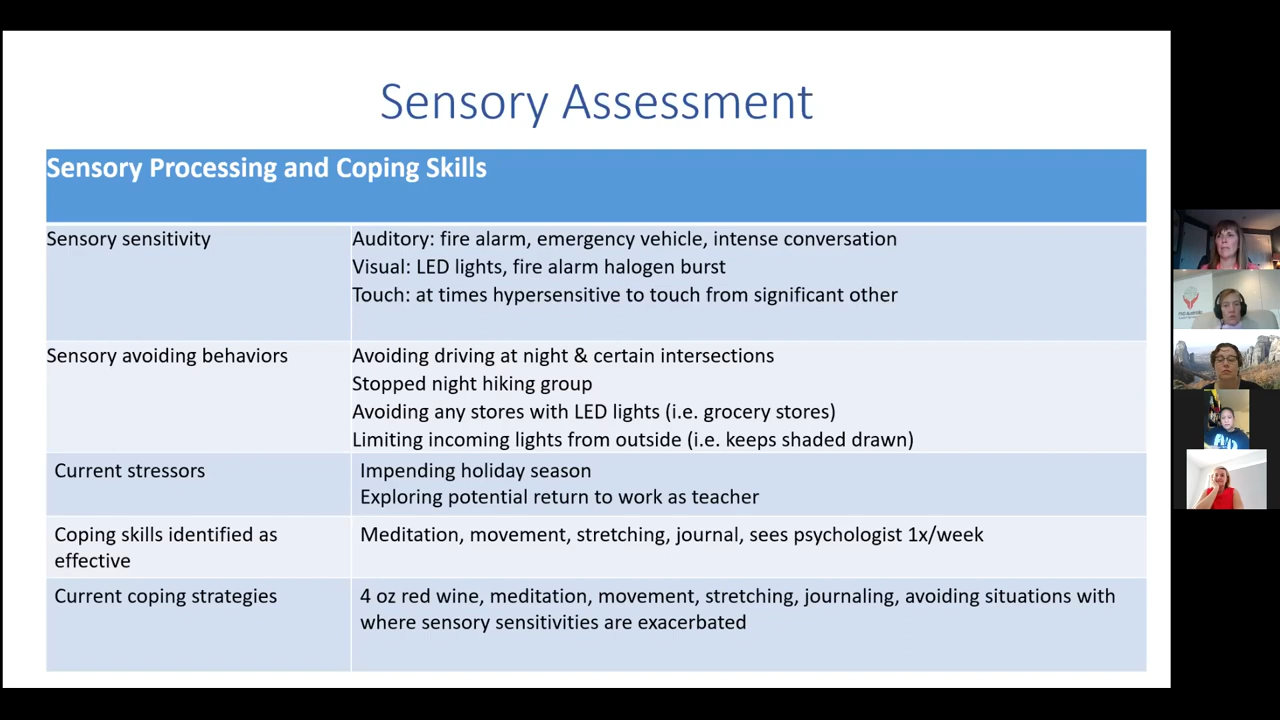 Sensory Assessment
Sensory Processing and Coping Skills
Sensory sensitivity
Auditory: fire alarm, emergency vehicle, intense conversation
Visual: LED lights, fire alarm halogen burst
Touch: at times hypersensitive to touch from significant other
Sensory avoiding behaviors
Avoiding driving at night & certain intersections
Stopped night hiking group
Avoiding any stores with LED lights (i.e. grocery stores)
Limiting incoming lights from outside (i.e. keeps shaded drawn)
Current stressors
Impending holiday season
Exploring potential return to work as teacher
Coping skills identified as
effective
Meditation, movement, stretching, journal, sees psychologist 1x/week
Current coping strategies
4 oz red wine, meditation, movement, stretching, journaling, avoiding situations with
where sensory sensitivities are exacerbated